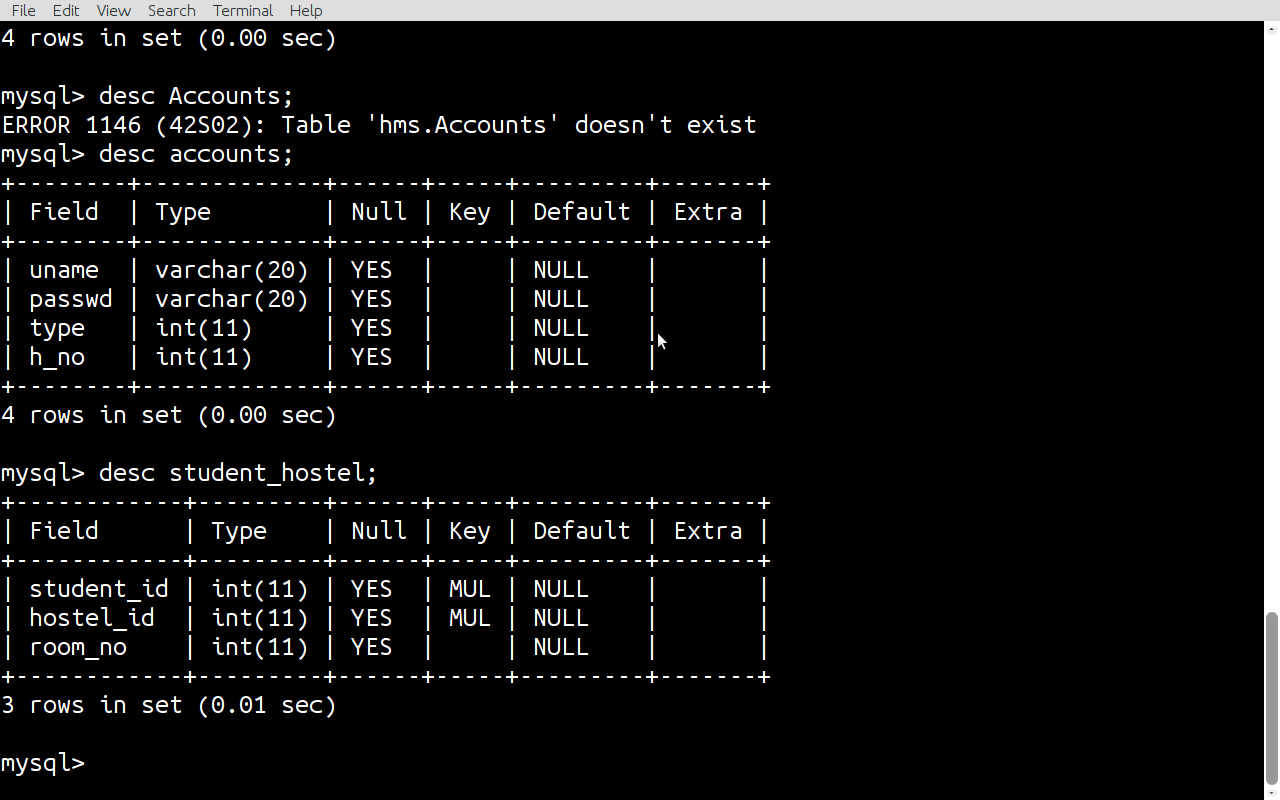 File Edit View Search Terminal Help
4 rows in set (0.00 sec)
mysql> desc Accounts;
ERROR 1146 (42S02): Table 'hms.Accounts' doesn't exist
mysql> desc accounts;
+--------+-------------+------+-----+---------+-------+
| Field  | Type        | Null | Key | Default | Extra |
+--------+-------------+------+-----+---------+-------+
| uname  | varchar(20) | YES  |     | NULL    |       |
| passwd | varchar(20) | YES  |     | NULL    |       |
| type   | int(11)     | YES  |     | NULL    |       |
| h_no   | int(11)     | YES  |     | NULL    |       |
+--------+-------------+------+-----+---------+-------+
4 rows in set (0.00 sec)
mysql> desc student_hostel;
+------------+---------+------+-----+---------+-------+
| Field      | Type    | Null | Key | Default | Extra |
+------------+---------+------+-----+---------+-------+
| student_id | int(11) | YES  | MUL | NULL    |       |
| hostel_id  | int(11) | YES  | MUL | NULL    |       |
| room_no    | int(11) | YES  |     | NULL    |       |
+------------+---------+------+-----+---------+-------+
3 rows in set (0.01 sec)
mysql>